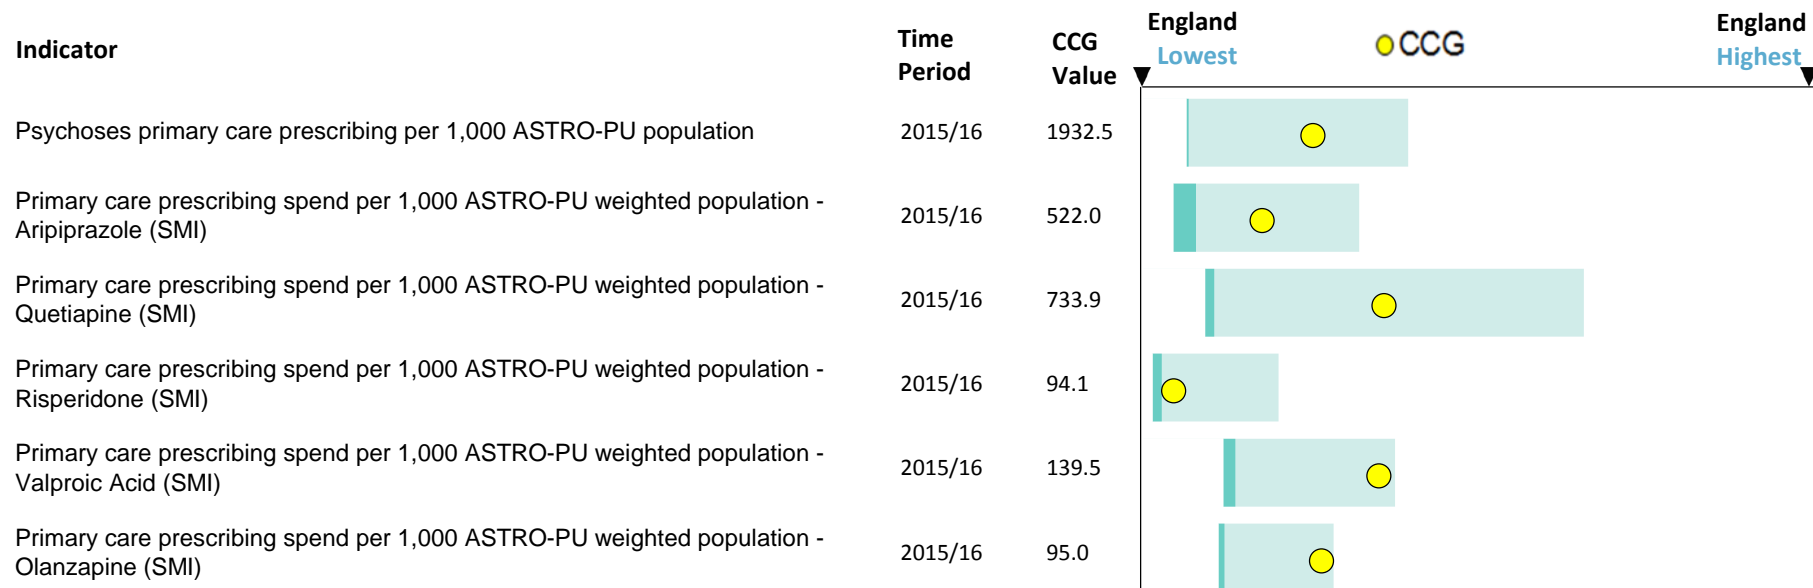 Indicator
Time
Period
CCG
Value
England
Lowest
CCG
England
Highest
Psychoses primary care prescribing per 1,000 ASTRO-PU population
2015/16
1932.5
Primary care prescribing spend per 1,000 ASTRO-PU weighted population -
Aripiprazole (SMI)
2015/16
522.0
Primary care prescribing spend per 1,000 ASTRO-PU weighted population -
Quetiapine (SMI)
2015/16
733.9
Primary care prescribing spend per 1,000 ASTRO-PU weighted population -
Risperidone (SMI)
2015/16
94.1
Primary care prescribing spend per 1,000 ASTRO-PU weighted population -
Valproic Acid (SMI)
2015/16
139.5
Primary care prescribing spend per 1,000 ASTRO-PU weighted population -
Olanzapine (SMI)
2015/16
95.0